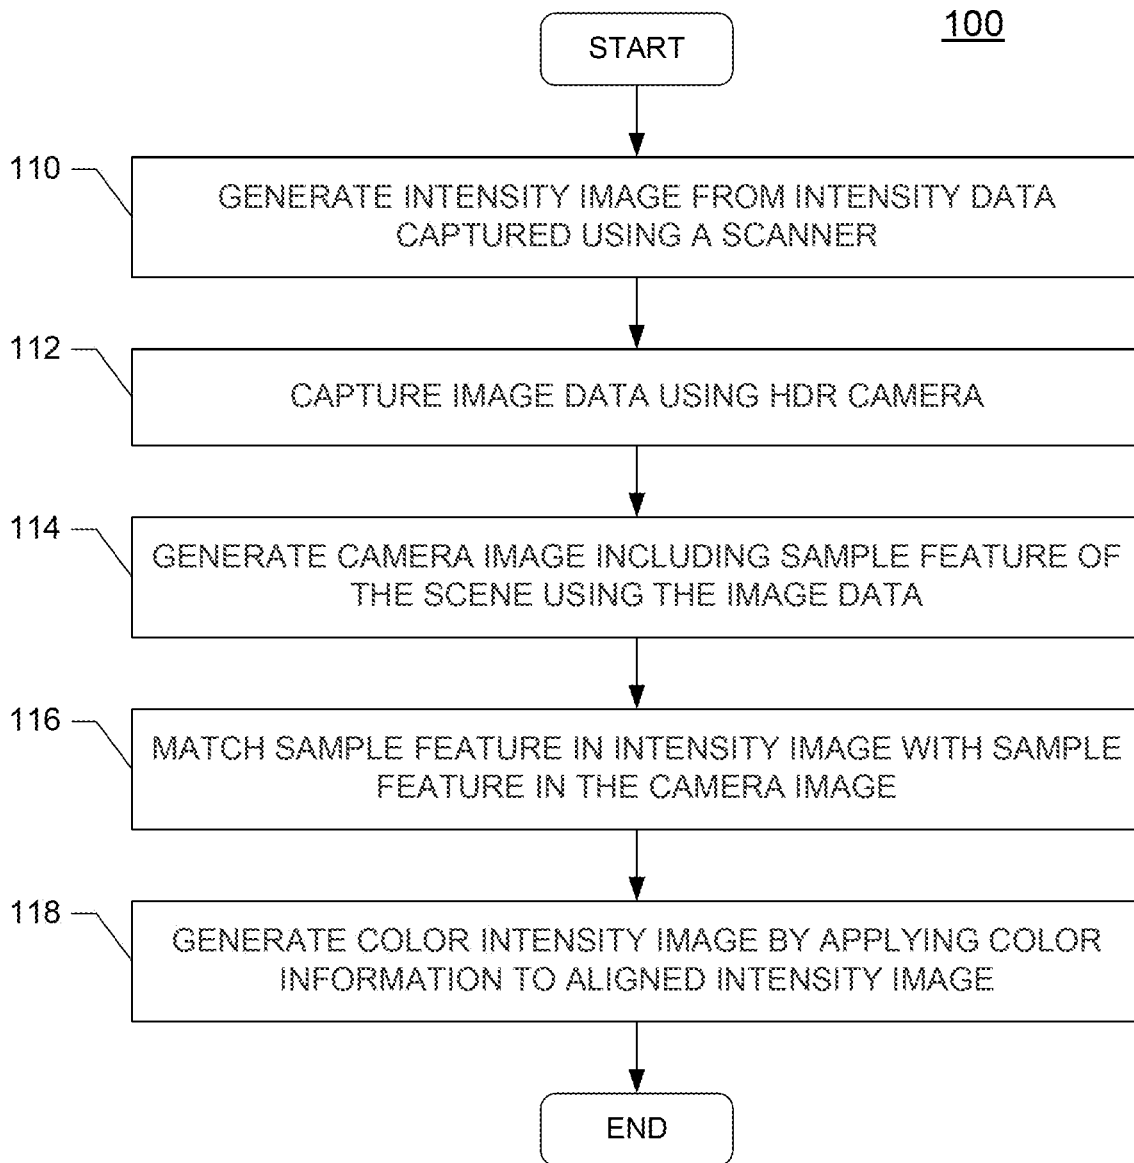 100
START
110
GENERATE INTENSITY IMAGE FROM INTENSITY DATA
CAPTURED USING A SCANNER
112
CAPTURE IMAGE DATA USING HDR CAMERA
114
GENERATE CAMERA IMAGE INCLUDING SAMPLE FEATURE OF
THE SCENE USING THE IMAGE DATA
116
MATCH SAMPLE FEATURE IN INTENSITY IMAGE WITH SAMPLE
FEATURE IN THE CAMERA IMAGE
118
GENERATE COLOR INTENSITY IMAGE BY APPLYING COLOR
INFORMATION TO ALIGNED INTENSITY IMAGE
END